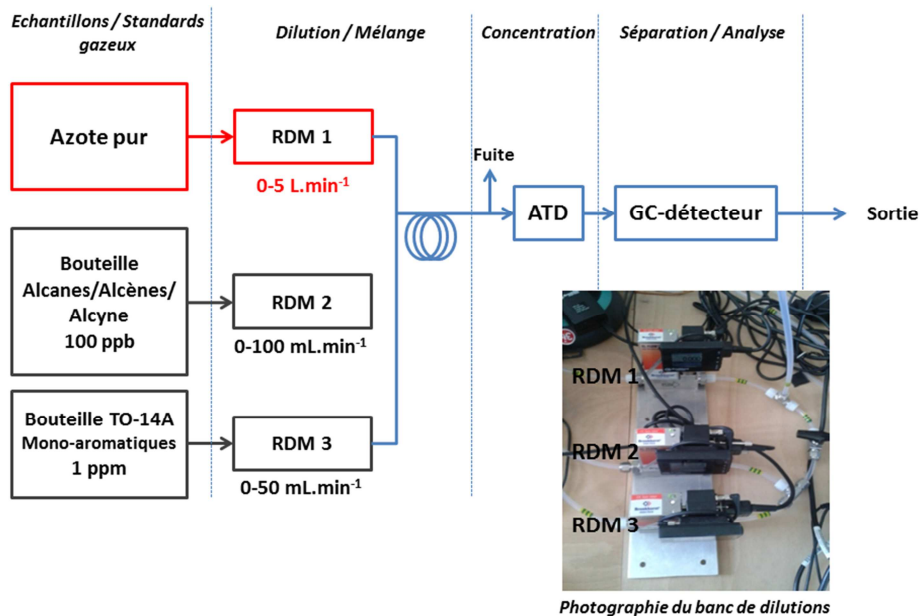 Echantillons / Standards
gazeux
Dilution / Mélange
Concentration
Séparation / Analyse
Azote pur
RDM 1
0-5 L.min-1
Fuite
ATD
GC-détecteur
Sortie
Bouteille
Alcanes/Alcènes/
Alcyne
100 ppb
RDM 2
0-100 mL.min-1
Bouteille TO-14A
Mono-aromatiques
1 ppm
RDM 3
0-50 mL.min-1
RDM 1
RDM 2
RDM 3
Photographie du banc de dilutions